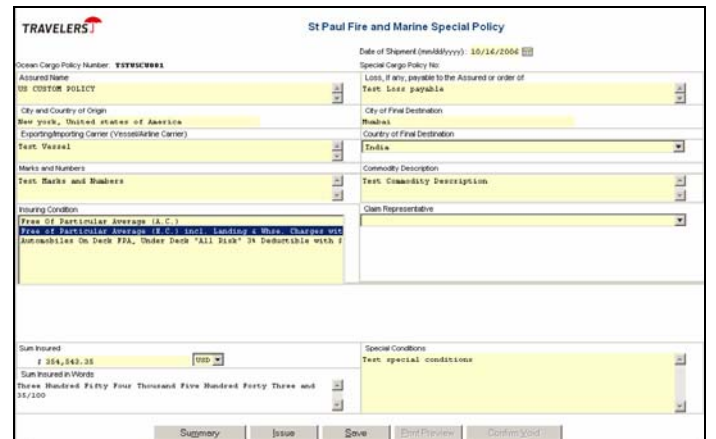 TRAVELERS
St Paul Fire and Marine Special Policy
Date of Shipment (mm/dd/yyyy): 10/16/2006
Ocean Cargo Policy Number: TSTUSCW001
Special Cargo Policy No:
Assured Name
US CUSTOM POLICY
Loss, if any, payable to the Assured or order of
Test Loss payable
City and Country of Origin
New york, United states of America
City of Final Destination
Mumbai
Exporting/Importing Carrier (Vessel/Airline Carrier)
Test Vessel
Country of Final Destination
India
Marks and Numbers
Test Marks and Numbers
Commodity Description
Test Commodity Description
Insuring Condition
Free Of Particular Average (A.C.)
Free of Particular Average (E.C.) incl. Landing & Whse. Charges wit
Automobiles On Deck FPA, Under Deck "All Risk" 3% Deductible with $
Claim Representative
Sum Insured
$ 354,543.35 USD
Sum Insured in Words
Three Hundred Fifty Four Thousand Five Hundred Forty Three and
35/100
Special Conditions
Test special conditions
Summary Issue Save Print Preview Confirm Void